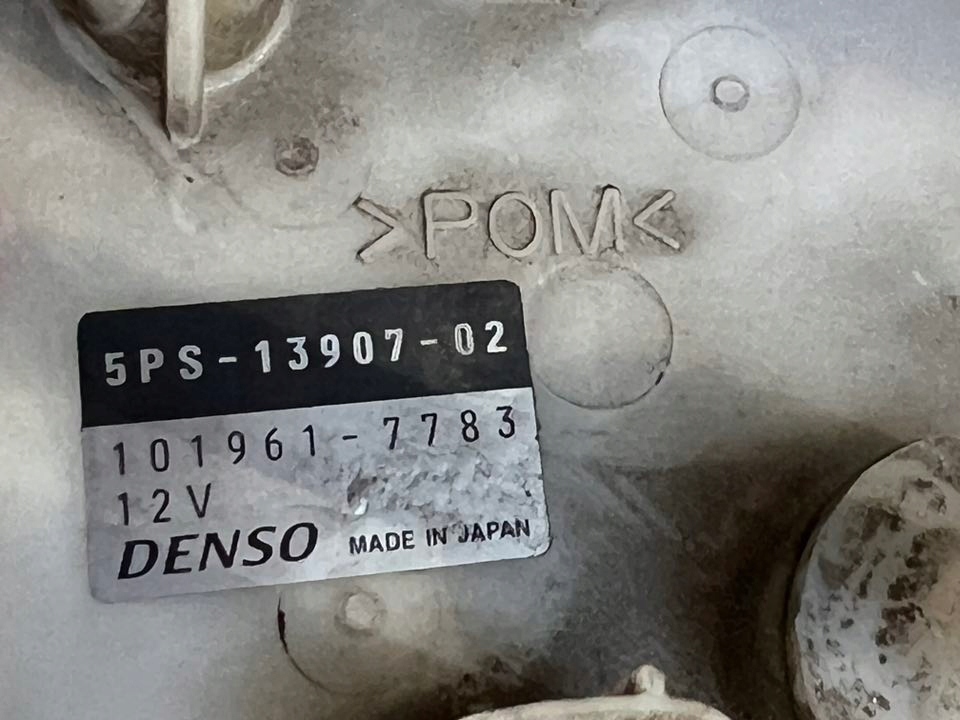 >POM<
5PS-13907-02
101961-7783
12V
DENSO MADE IN JAPAN